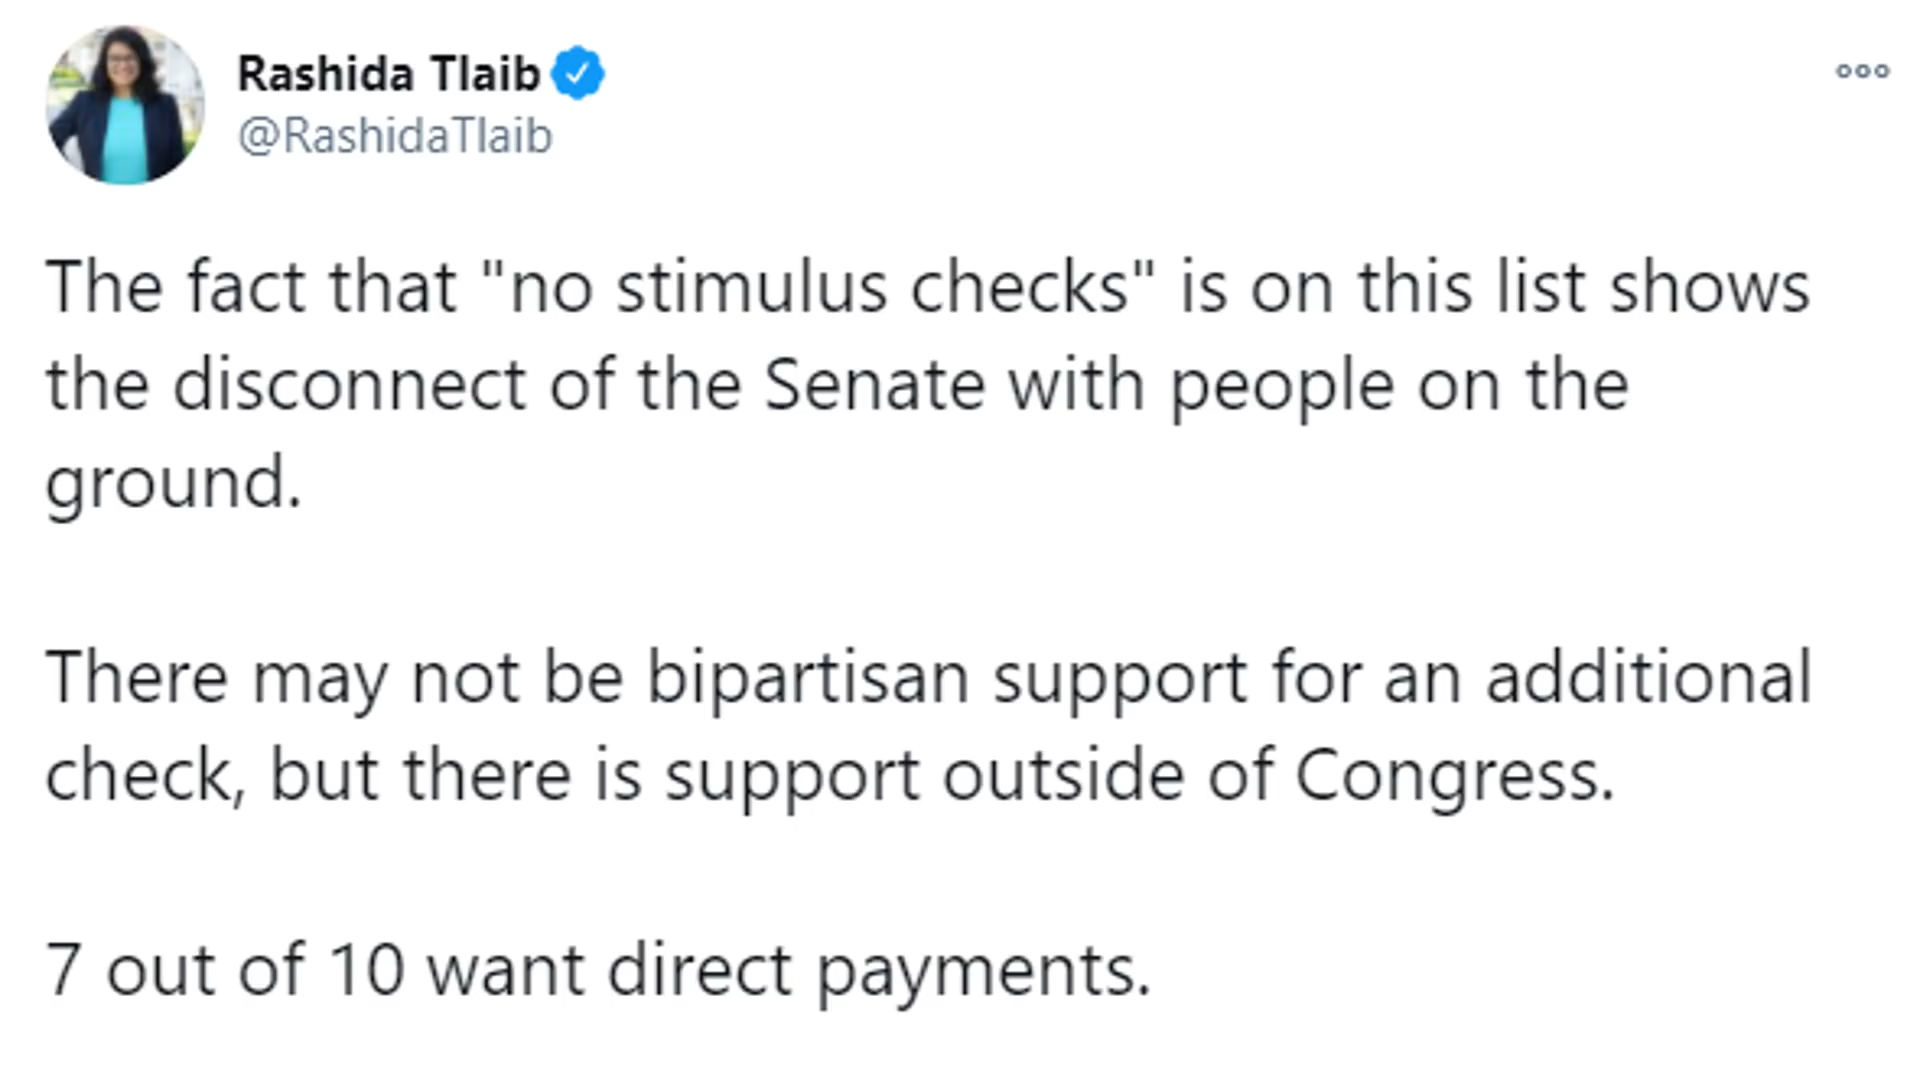 Rashida Tlaib
@RashidaTlaib
The fact that "no stimulus checks" is on this list shows
the disconnect of the Senate with people on the
ground.
There may not be bipartisan support for an additional
check, but there is support outside of Congress.
7 out of 10 want direct payments.